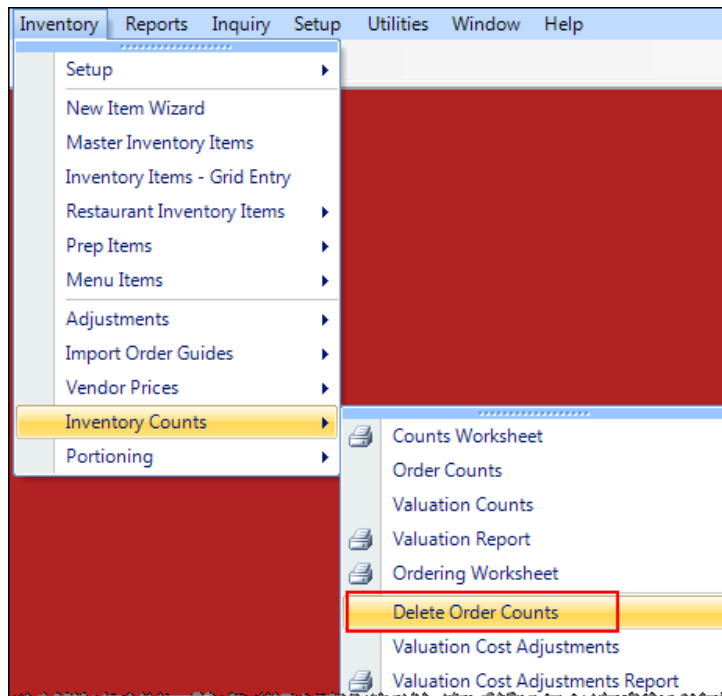 Inventory Reports Inquiry Setup Utilities Window Help
Setup
New Item Wizard
Master Inventory Items
Inventory Items - Grid Entry
Restaurant Inventory Items
Prep Items
Menu Items
Adjustments
Import Order Guides
Vendor Prices
Inventory Counts
Portioning
Counts Worksheet
Order Counts
Valuation Counts
Valuation Report
Ordering Worksheet
Delete Order Counts
Valuation Cost Adjustments
Valuation Cost Adjustments Report